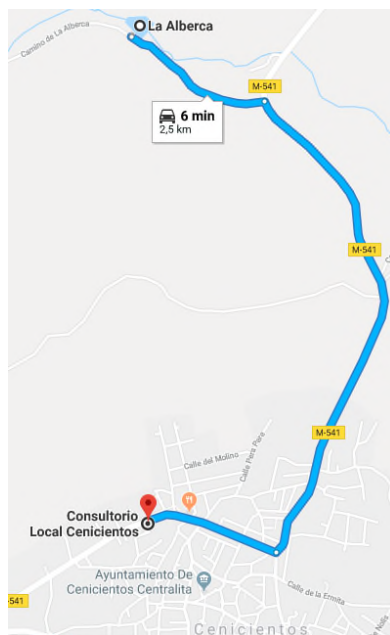 La Alberca
Camino de La Alberca
M-541
6 min
2,5 km
M-541
M-541
Calle Pera Pera
Calle del Molino
Consultorio
Local Cenicientos
Ayuntamiento De
Cenicientos Centralita
Calle de la Ermita
-541
Cenicientos